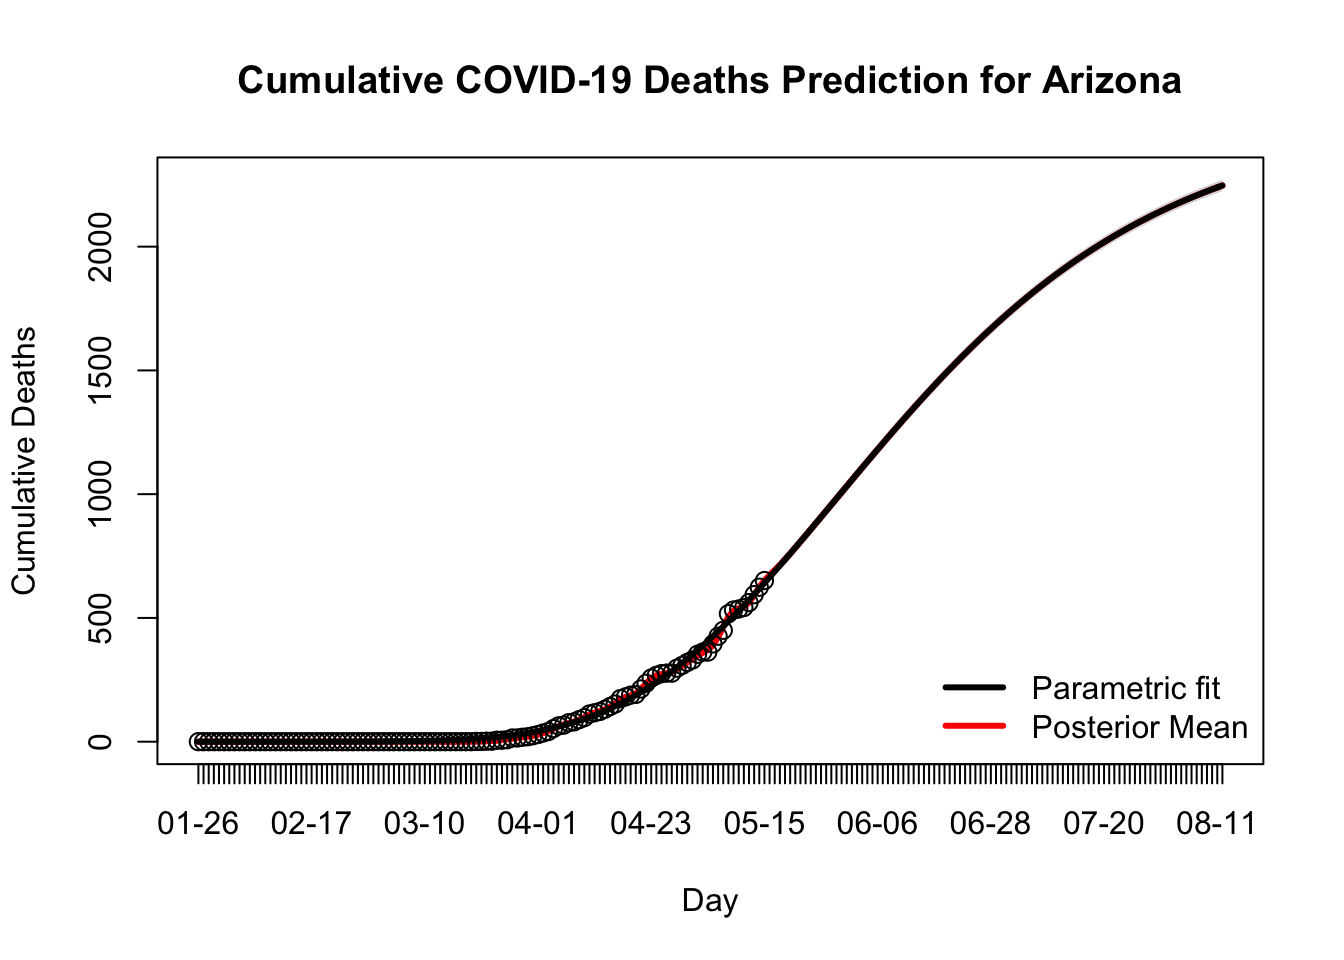 Cumulative COVID-19 Deaths Prediction for Arizona
Cumulative Deaths
2000
1500
1000
500
0
Parametric fit
Posterior Mean
01-26 02-17 03-10 04-01 04-23 05-15 06-06 06-28 07-20 08-11
Day